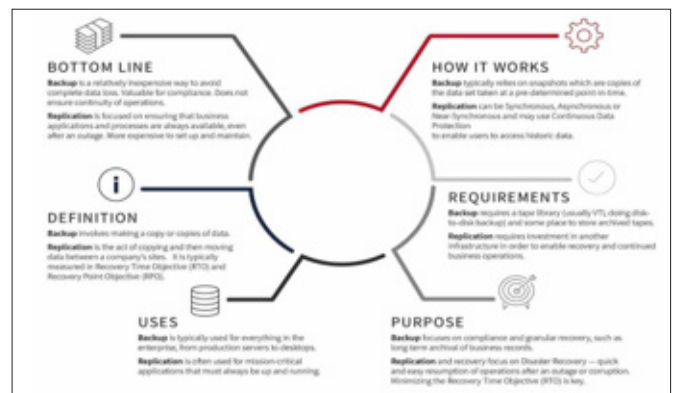 BOTTOM LINE
Backup is a relatively inexpensive way to avoid
complete data loss. Valuable for compliance. Does not
ensure continuity of operations.
Replication is focused on ensuring that business
applications and processes are always available, even
after an outage. More expensive to set up and maintain.
HOW IT WORKS
Backup typically relies on snapshots which are copies of
the data set taken at a pre-determined point-in-time.
Replication can be Synchronous, Asynchronous or
Near-Synchronous and may use Continuous Data
Protection
to enable users to access historic data.
DEFINITION
Backup involves making a copy or copies of data.
Replication is the act of copying and then moving
data between a company's sites. It is typically
measured in Recovery Time Objective (RTO) and
Recovery Point Objective (RPO).
REQUIREMENTS
Backup requires a tape library (usually VTL doing disk-
to-disk backup) and some place to store archived tapes.
Replication requires investment in another
infrastructure in order to enable recovery and continued
business operations.
USES
Backup is typically used for everything in the
enterprise, from production servers to desktops.
Replication is often used for mission-critical
applications that must always be up and running.
PURPOSE
Backup focuses on compliance and granular recovery, such as
long term archival of business records.
Replication and recovery focus on Disaster Recovery — quick
and easy resumption of operations after an outage or corruption.
Minimizing the Recovery Time Objective (RTO) is key.